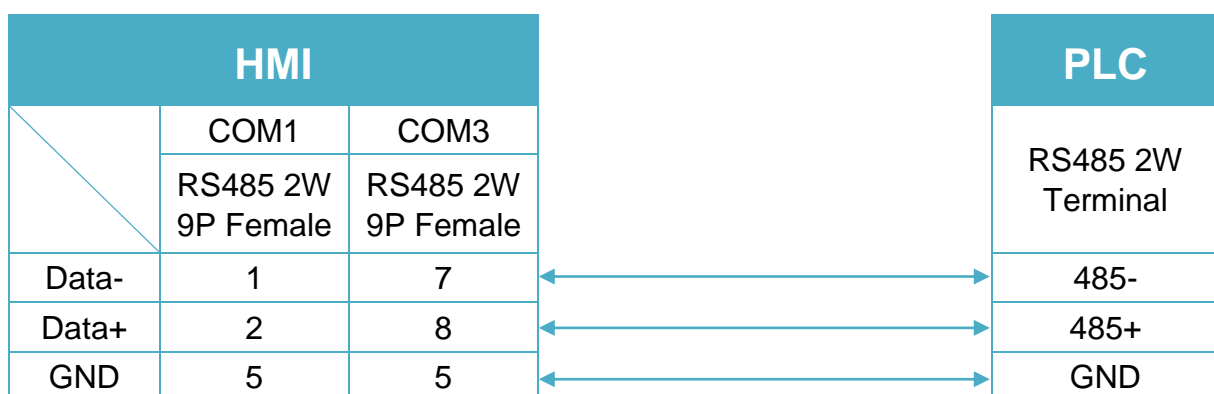 HMI PLC
COM1 COM3
RS485 2W RS485 2W RS485 2W
9P Female 9P Female Terminal
Data- 1 7 485-
Data+ 2 8 485+
GND 5 5 GND